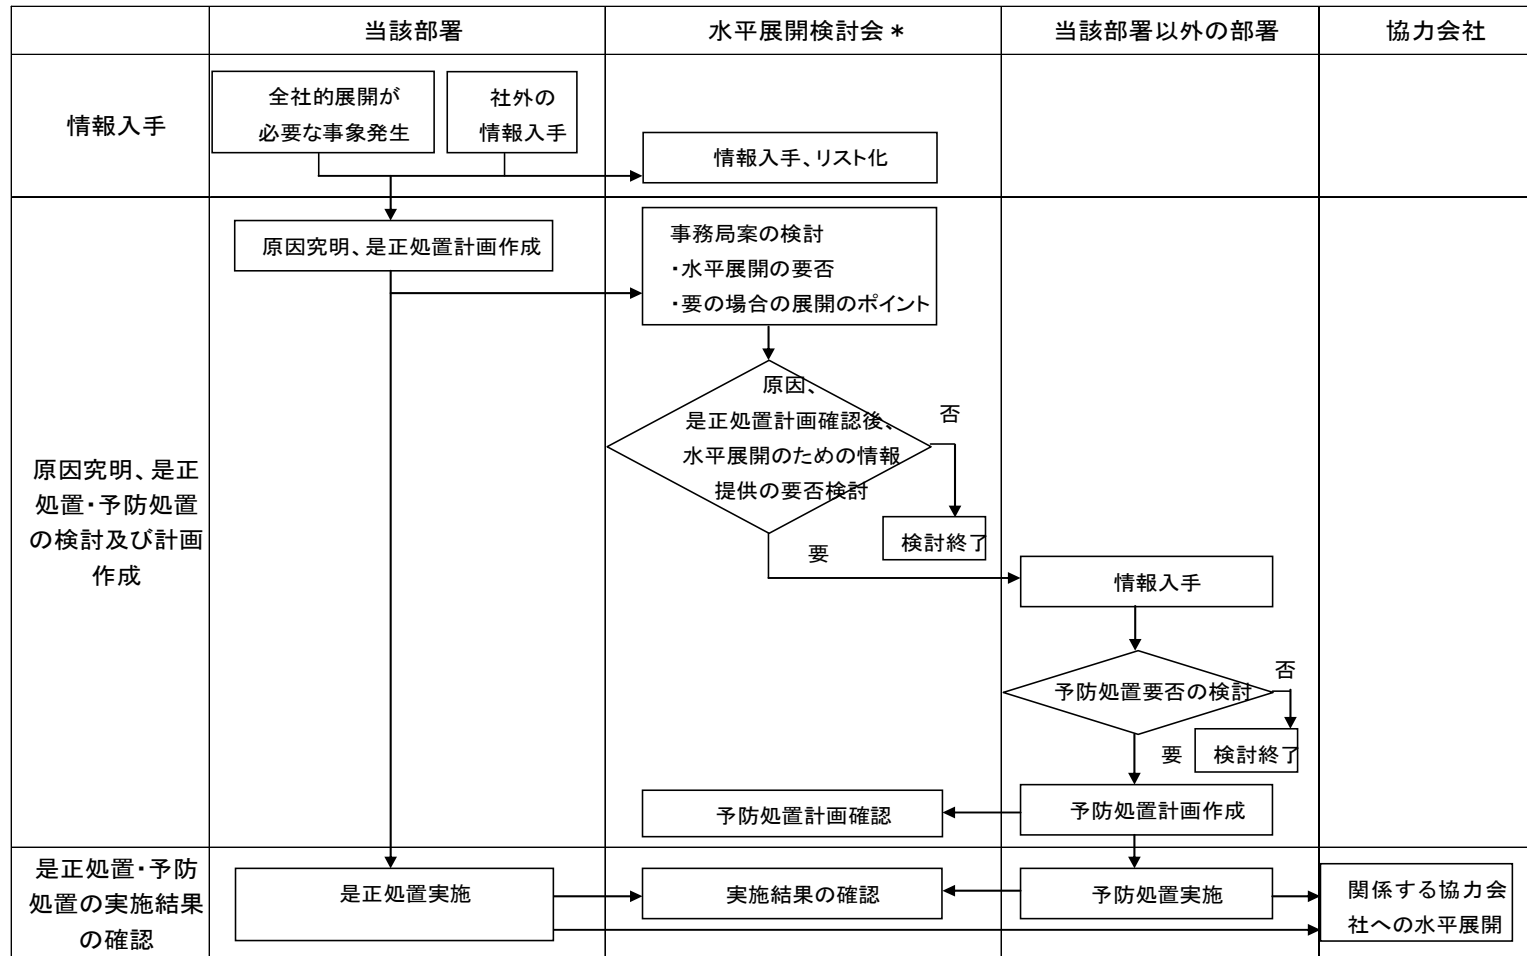 当該部署
水平展開検討会*
当該部署以外の部署
協力会社
情報入手
全社的展開が
必要な事象発生
社外の
情報入手
情報入手、リスト化
原因究明、是正
処置・予防処置
の検討及び計画
作成
原因究明、是正処置計画作成
事務局案の検討
・水平展開の要否
・要の場合の展開のポイント
原因、
是正処置計画確認後、
水平展開のための情報
提供の要否検討
否
検討終了
要
情報入手
予防処置要否の検討
否
検討終了
要
予防処置計画作成
予防処置計画確認
是正処置・予防
処置の実施結果
の確認
是正処置実施
実施結果の確認
予防処置実施
関係する協力会
社への水平展開